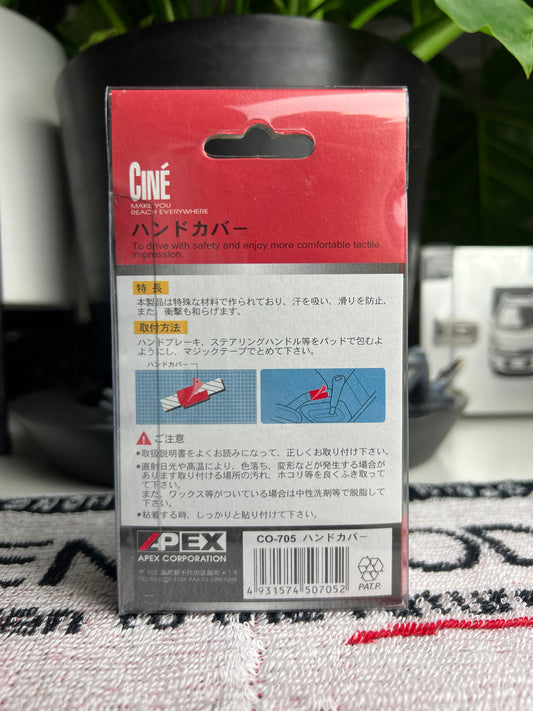 CINÉ
MAKE YOU
REACH EVERYWHERE
ハンドカバー
To drive with safety and enjoy more comfortable tactile
impression.
特長
本製品は特殊な材料で作られており、汗を吸い、滑りを防止、
また、衝撃も和らげます。
取付方法
ハンドブレーキ、ステアリングハンドル等をパッドで包むよ
ようにし、マジックテープでとめて下さい。
ハンドカバー
ご注意
●取扱説明書をよくお読みになって、正しくお取り付け下さい。
●直射日光や高温により、色落ち、変形などが発生する場合が
あります取り付ける場所の汚れ、ホコリ等を良くふき取って
て下さい。
また、ワックス等がついている場合は中性洗剤等で脱脂して
下さい。
●粘着する時、しっかりと貼り付けて下さい。
APEX
APEX CORPORATION
CO-705 ハンドカバー
4 931574 507052
PAT.P.